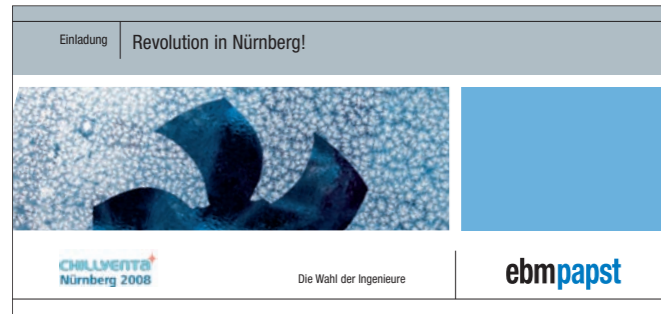 Einladung
Revolution in Nürnberg!
CHILLVENTA
Nürnberg 2008
Die Wahl der Ingenieure
ebmpapst